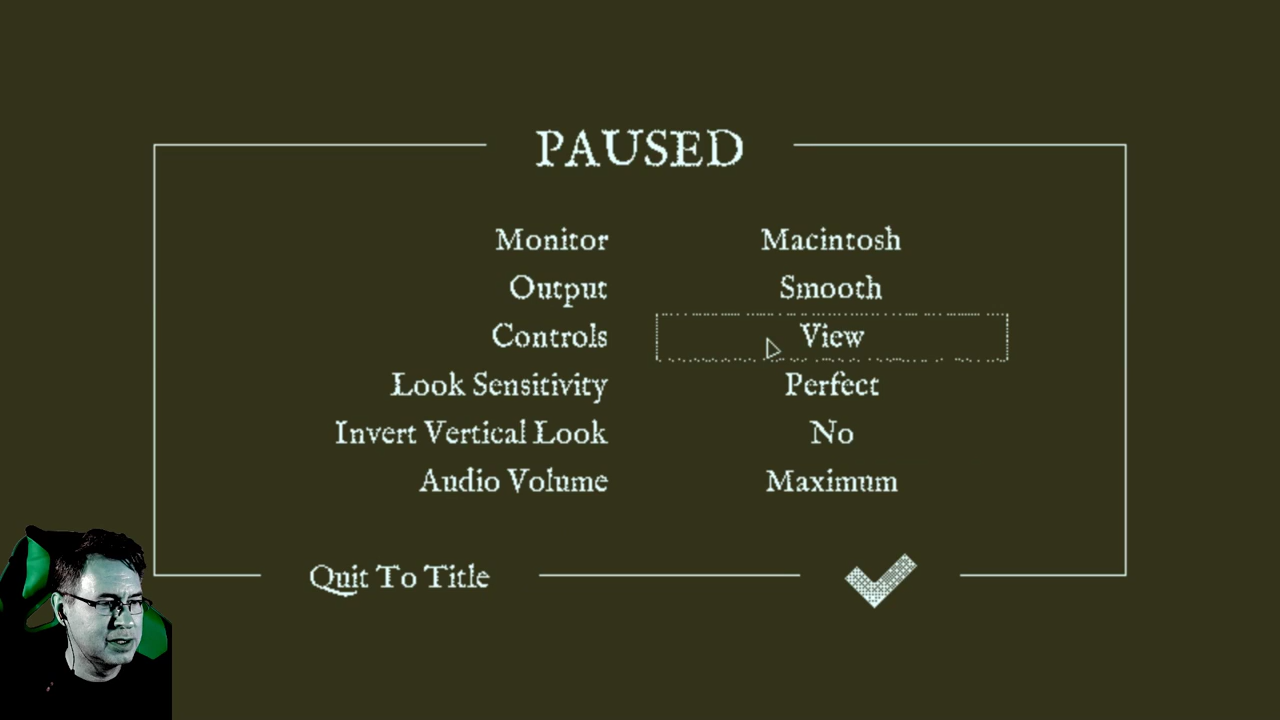 PAUSED
Monitor Macintosh
Output Smooth
Controls View
Look Sensitivity Perfect
Invert Vertical Look No
Audio Volume Maximum
Quit To Title